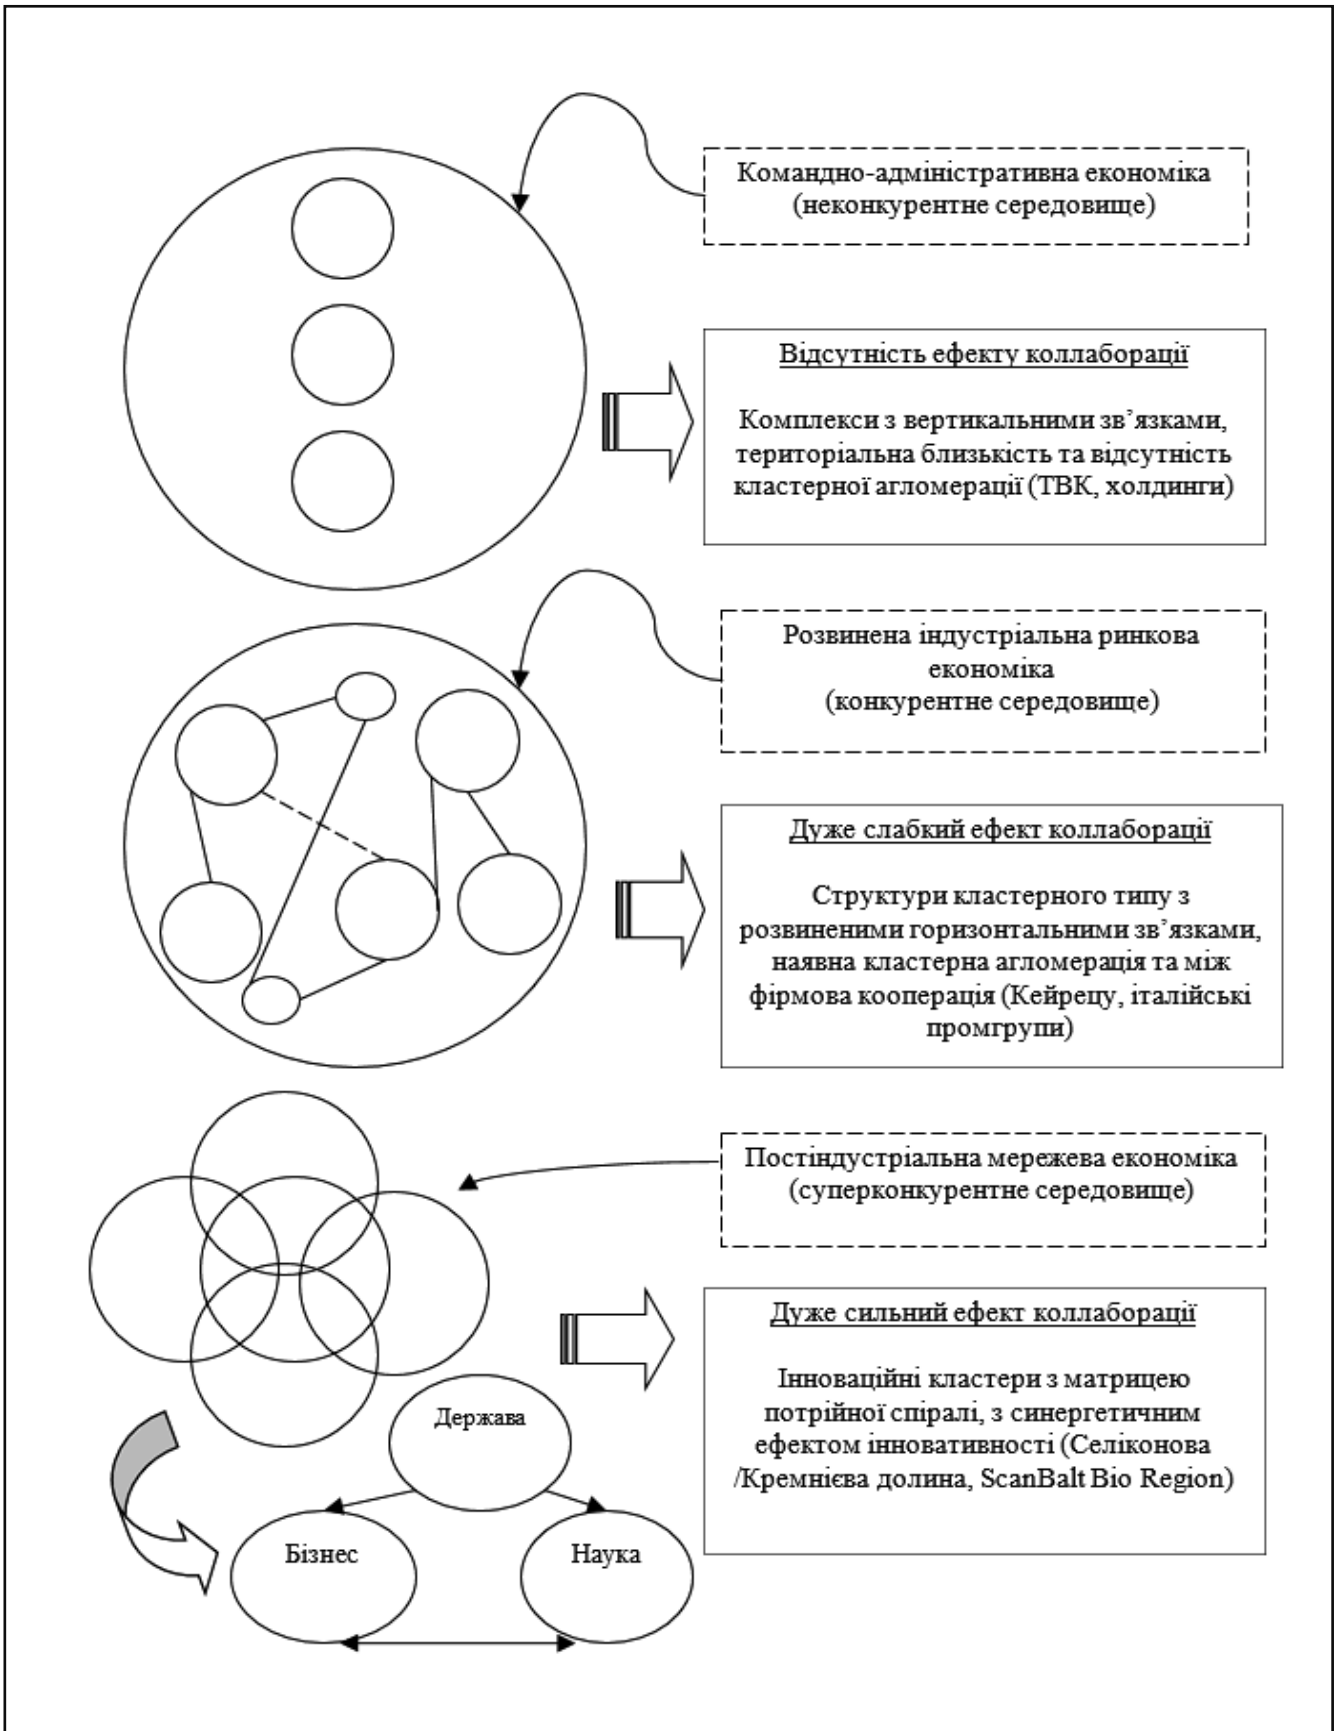 Командно-адміністративна економіка
(неконкурентне середовище)
Відсутність ефекту коллаборації
Комплекси з вертикальними зв’язками,
територіальна близькість та відсутність
кластерної агломерації (ТВК, холдинги)
Розвинена індустріальна ринкова
економіка
(конкурентне середовище)
Дуже слабкий ефект коллаборації
Структури кластерного типу з
розвиненими горизонтальними зв’язками,
наявна кластерна агломерація та між
фірмова кооперація (Кейрецу, італійські
промгрупи)
Постіндустріальна мережева економіка
(суперконкурентне середовище)
Дуже сильний ефект коллаборації
Інноваційні кластери з матрицею
потрійної спіралі, з синергетичним
ефектом інновативності (Селіконова
/Кремнієва долина, ScanBalt Bio Region)
Держава
Бізнес
Наука